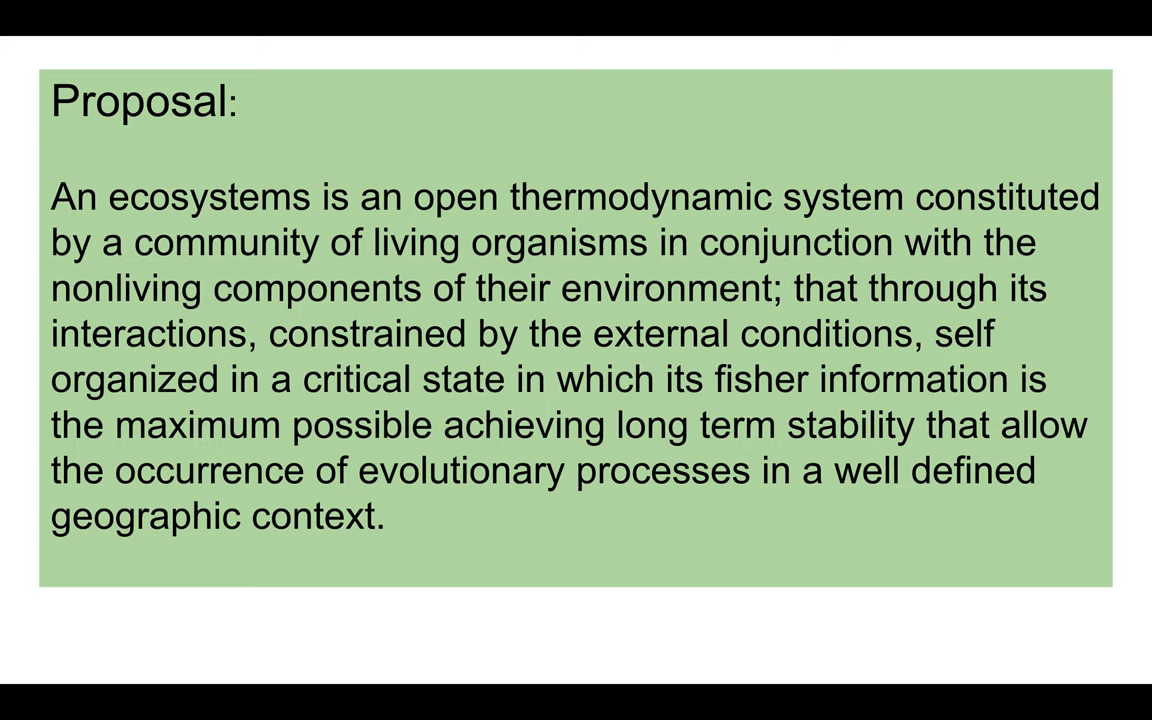 Proposal:
An ecosystems is an open thermodynamic system constituted
by a community of living organisms in conjunction with the
nonliving components of their environment; that through its
interactions, constrained by the external conditions, self
organized in a critical state in which its fisher information is
the maximum possible achieving long term stability that allow
the occurrence of evolutionary processes in a well defined
geographic context.